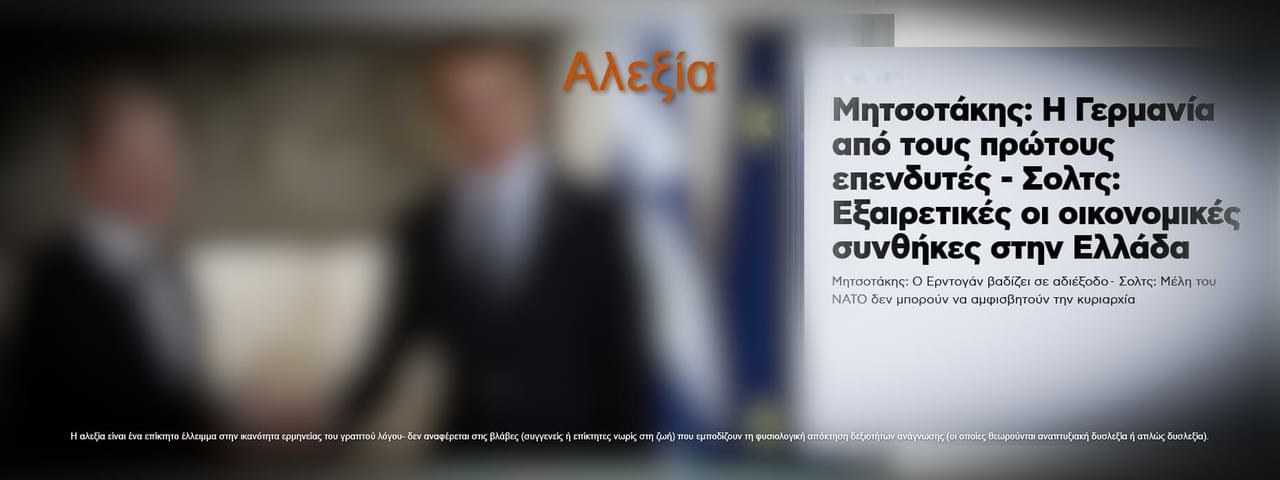 Αλεξία
Μητσοτάκης: Η Γερμανία
από τους πρώτους
επενδυτές - Σολτς:
Εξαιρετικές οι οικονομικές
συνθήκες στην Ελλάδα
Μητσοτάκης: Ο Ερντογάν βαδίζει σε αδιέξοδο - Σολτς: Μέλη του
ΝΑΤΟ δεν μπορούν να αμφισβητούν την κυριαρχία
Η αλεξία είναι ένα επίκτητο έλλειμμα στην ικανότητα ερμηνείας του γραπτού λόγου- δεν αναφέρεται στις βλάβες (συγγενείς ή επίκτητες νωρίς στη ζωή) που εμποδίζουν τη φυσιολογική απόκτηση δεξιοτήτων ανάγνωσης (οι οποίες θεωρούνται αναπτυξιακή δυσλεξία ή απλώς δυσλεξία).